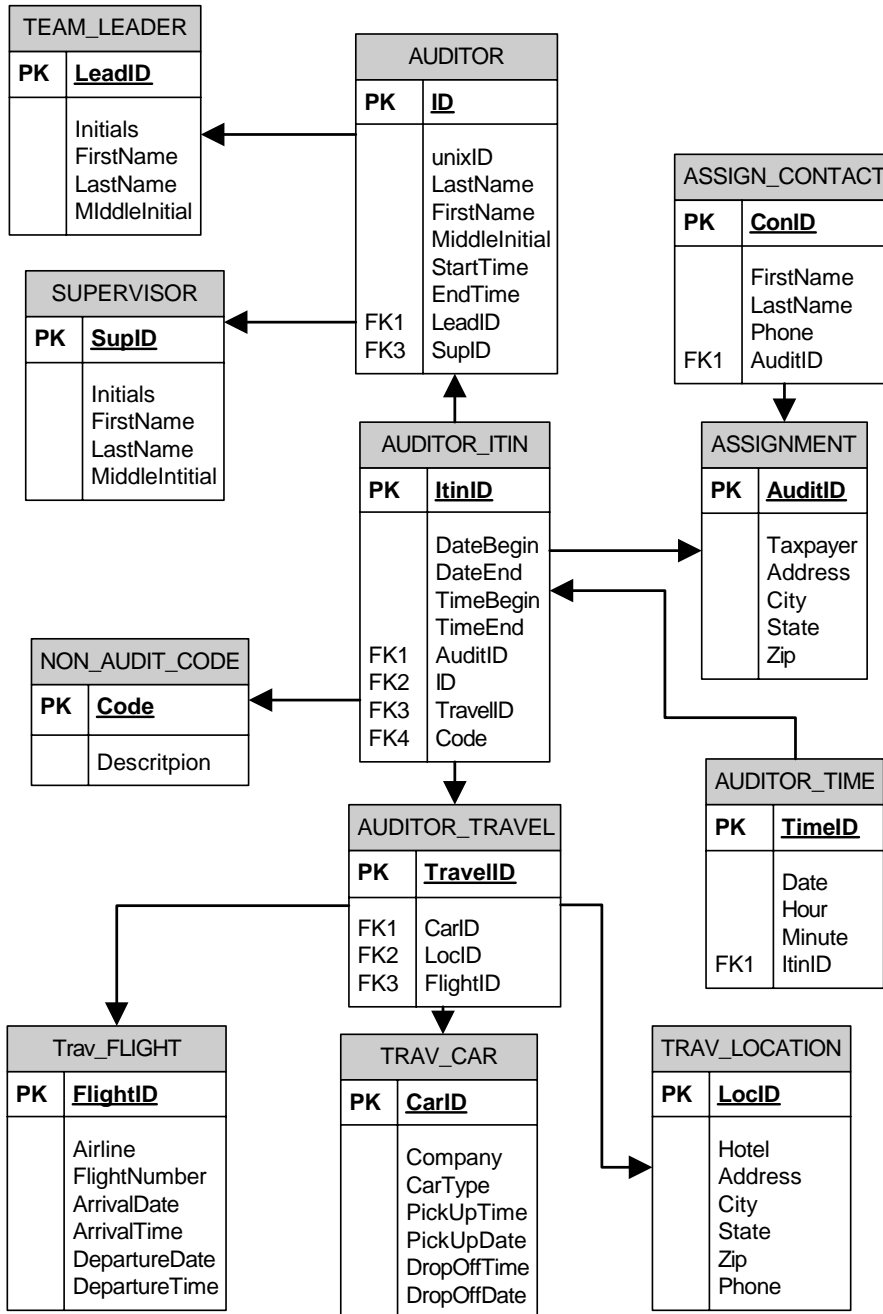 TEAM_LEADER
PK LeadID
Initials
FirstName
LastName
MIddleInitial
AUDITOR
PK ID
unixID
LastName
FirstName
MiddleInitial
StartTime
EndTime
FK1 LeadID
FK3 SupID
ASSIGN_CONTACT
PK ConID
FirstName
LastName
Phone
FK1 AuditID
SUPERVISOR
PK SupID
Initials
FirstName
LastName
MiddleIntitial
AUDITOR_ITIN
PK ItinID
DateBegin
DateEnd
TimeBegin
TimeEnd
FK1 AuditID
FK2 ID
FK3 TravelID
FK4 Code
ASSIGNMENT
PK AuditID
Taxpayer
Address
City
State
Zip
NON_AUDIT_CODE
PK Code
Descritpion
AUDITOR_TRAVEL
PK TravelID
FK1 CarID
FK2 LocID
FK3 FlightID
AUDITOR_TIME
PK TimeID
Date
Hour
Minute
FK1 ItinID
Trav_FLIGHT
PK FlightID
Airline
FlightNumber
ArrivalDate
ArrivalTime
DepartureDate
DepartureTime
TRAV_CAR
PK CarID
Company
CarType
PickUpTime
PickUpDate
DropOffTime
DropOffDate
TRAV_LOCATION
PK LocID
Hotel
Address
City
State
Zip
Phone